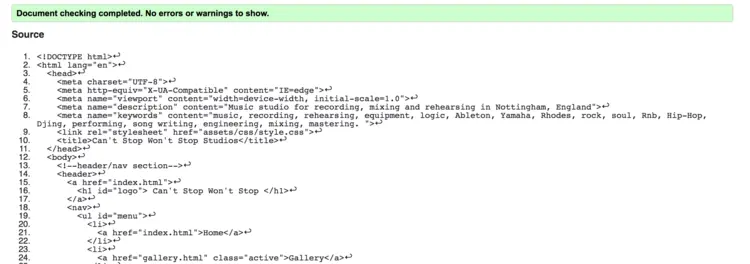 Document checking completed. No errors or warnings to show.
Source
1. <!DOCTYPE html>↩
2. <html lang="en">↩
3. <head>↩
4. <meta charset="UTF-8">↩
5. <meta http-equiv="X-UA-Compatible" content="IE=edge">↩
6. <meta name="viewport" content="width=device-width, initial-scale=1.0">↩
7. <meta name="description" content="Music studio for recording, mixing and rehearsing in Nottingham, England">↩
8. <meta name="keywords" content="music, recording, rehearsing, equipment, logic, Ableton, Yamaha, Rhodes, rock, soul, Rnb, Hip-Hop,
Djing, performing, song writing, engineering, mixing, mastering. ">↩
9. <link rel="stylesheet" href="assets/css/style.css">↩
10. <title>Can't Stop Won't Stop Studios</title>↩
11. </head>↩
12. <body>↩
13. <!--header/nav section-->↩
14. <header>↩
15. <a href="index.html">↩
16. <h1 id="logo"> Can't Stop Won't Stop </h1>↩
17. </a>↩
18. <nav>↩
19. <ul id="menu">↩
20. <li>↩
21. <a href="index.html">Home</a>↩
22. </li>↩
23. <li>↩
24. <a href="gallery.html" class="active">Gallery</a>↩